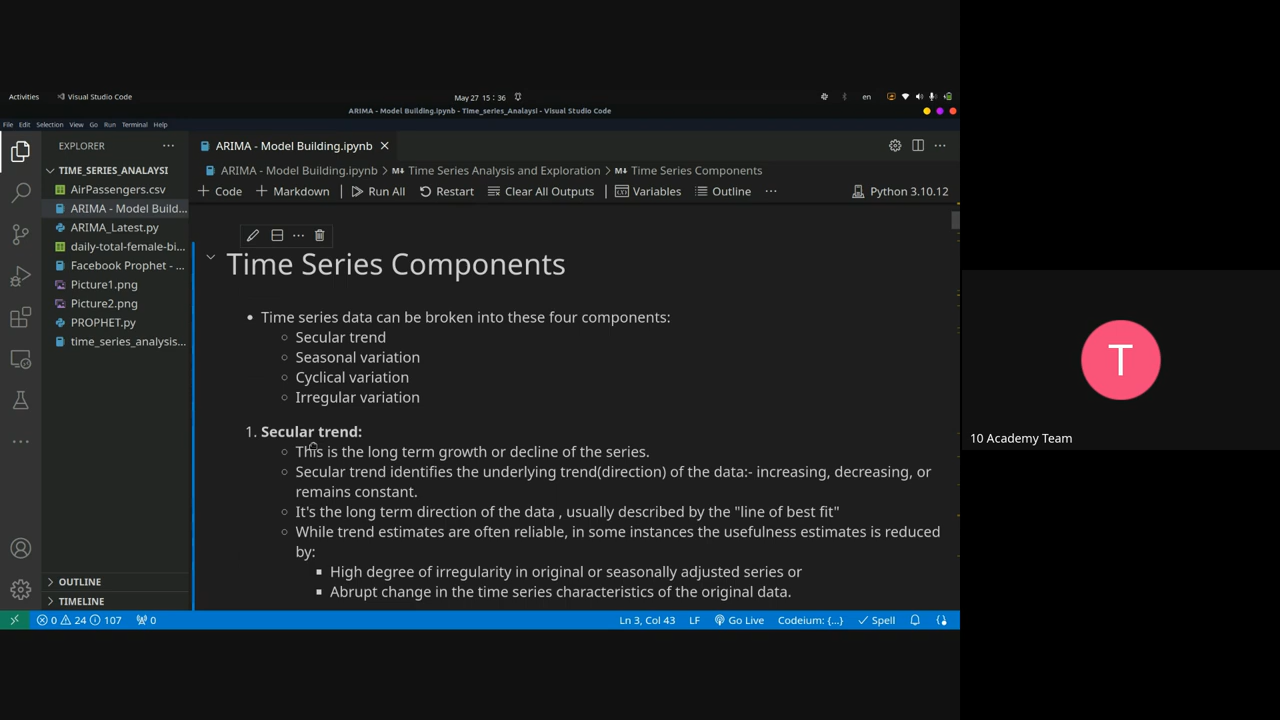 Activities
Visual Studio Code
May 27 15 : 36
en
ARIMA - Model Building.ipynb - Time_series_Analaysi - Visual Studio Code
File Edit Selection View Go Run Terminal Help
EXPLORER
ARIMA - Model Building.ipynb
TIME_SERIES_ANALAYSI
ARIMA - Model Building.ipynb > Time Series Analysis and Exploration > Time Series Components
AirPassengers.csv
+ Code + Markdown Run All Restart Clear All Outputs Variables Outline ... Python 3.10.12
ARIMA - Model Build...
ARIMA_Latest.py
daily-total-female-bi...
Facebook Prophet - ...
Picture1.png
Picture2.png
PROPHET.py
time_series_analysis...
OUTLINE
TIMELINE
Time Series Components
Time series data can be broken into these four components:
Secular trend
Seasonal variation
Cyclical variation
Irregular variation
1. Secular trend:
This is the long term growth or decline of the series.
Secular trend identifies the underlying trend(direction) of the data:- increasing, decreasing, or
remains constant.
It's the long term direction of the data , usually described by the "line of best fit"
While trend estimates are often reliable, in some instances the usefulness estimates is reduced
by:
High degree of irregularity in original or seasonally adjusted series or
Abrupt change in the time series characteristics of the original data.
0 24 107 0 Ln 3, Col 43 LF Go Live Codeium: {...} Spell
T
10 Academy Team